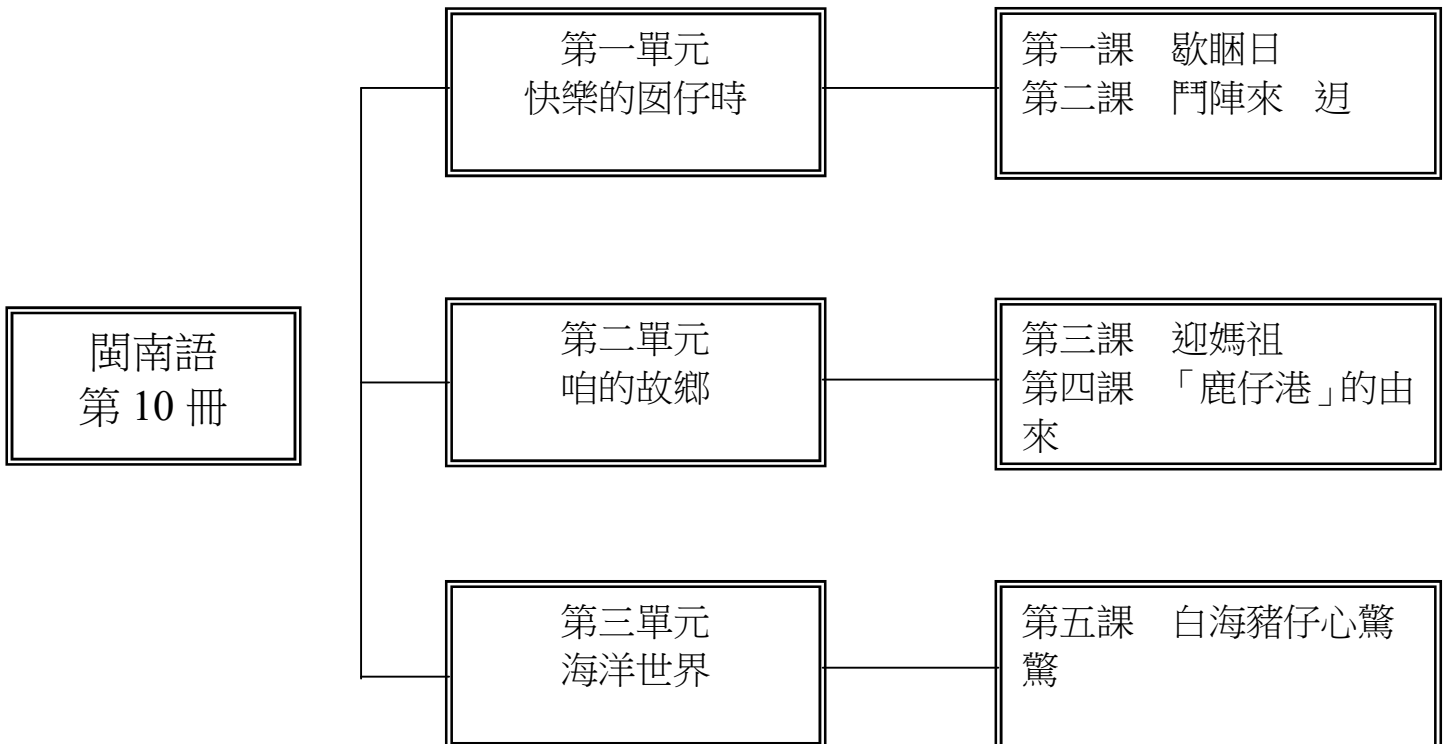 第一單元
快樂的囡仔時
第一課 歇睏日
第二課 鬥陣來 迌
閩南語
第 10 冊
第二單元
咱的故鄉
第三課 迎媽祖
第四課 「鹿仔港」的由
來
第三單元
海洋世界
第五課 白海豬仔心驚
驚